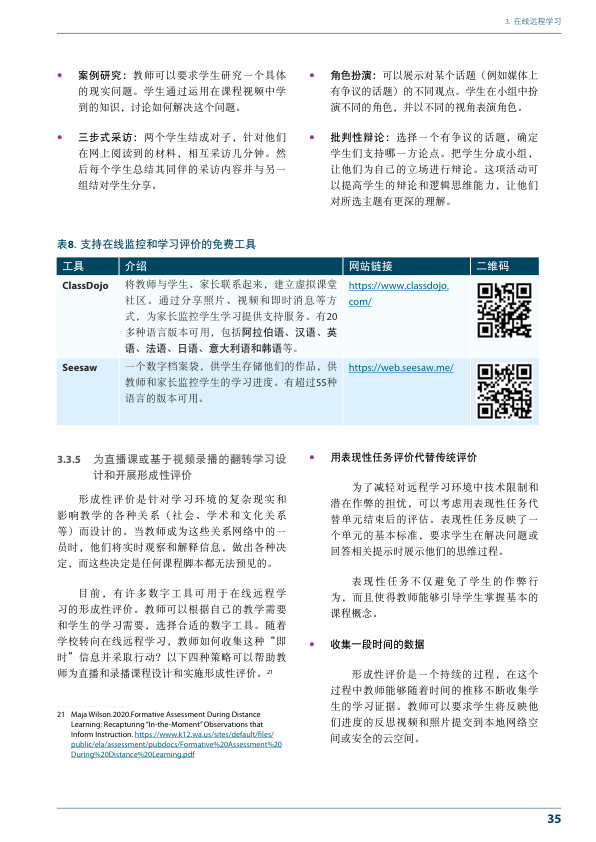 3. 在线远程学习
• 案例研究：教师可以要求学生研究一个具体
的现实问题。学生通过运用在课程视频中学
到的知识，讨论如何解决这个问题。
• 三步式采访：两个学生结成对子，针对他们
在网上阅读到的材料，相互采访几分钟。然
后每个学生总结其同伴的采访内容并与另一
组结对学生分享。
• 角色扮演：可以展示对某个话题（例如媒体上
有争议的话题）的不同观点。学生在小组中扮
演不同的角色，并以不同的视角表演角色。
• 批判性辩论：选择一个有争议的话题，确定
学生们支持哪一方论点。把学生分成小组，
让他们为自己的立场进行辩论。这项活动可
以提高学生的辩论和逻辑思维能力，让他们
对所选主题有更深的理解。
表8. 支持在线监控和学习评价的免费工具
工具 介绍 网站链接 二维码
ClassDojo 将教师与学生、家长联系起来，建立虚拟课堂 https://www.classdojo.
社区。通过分享照片、视频和即时消息等方 com/
式，为家长监控学生学习提供支持服务。有20
多种语言版本可用，包括阿拉伯语、汉语、英
语、法语、日语、意大利语和韩语等。
Seesaw 一个数字档案袋，供学生存储他们的作品，供 https://web.seesaw.me/
教师和家长监控学生的学习进度。有超过55种
语言的版本可用。
3.3.5 为直播课或基于视频录播的翻转学习设
计和开展形成性评价
形成性评价是针对学习环境的复杂现实和
影响教学的各种关系（社会、学术和文化关系
等）而设计的。当教师成为这些关系网络中的一
员时，他们将实时观察和解释信息，做出各种决
定，而这些决定是任何课程脚本都无法预见的。
目前，有许多数字工具可用于在线远程学
习的形成性评价。教师可以根据自己的教学需要
和学生的学习需要，选择合适的数字工具。随着
学校转向在线远程学习，教师如何收集这种“即
时”信息并采取行动？以下四种策略可以帮助教
师为直播和录播课程设计和实施形成性评价。21
21 Maja Wilson.2020.Formative Assessment During Distance
Learning: Recapturing “In-the-Moment” Observations that
Inform Instruction. https://www.k12.wa.us/sites/default/files/
public/ela/assessment/pubdocs/Formative%20Assessment%20
During%20Distance%20Learning.pdf
• 用表现性任务评价代替传统评价
为了减轻对远程学习环境中技术限制和
潜在作弊的担忧，可以考虑用表现性任务代
替单元结束后的评估。表现性任务反映了一
个单元的基本标准，要求学生在解决问题或
回答相关提示时展示他们的思维过程。
表现性任务不仅避免了学生的作弊行
为，而且使得教师能够引导学生掌握基本的
课程概念。
• 收集一段时间的数据
形成性评价是一个持续的过程，在这个
过程中教师能够随着时间的推移不断收集学
生的学习证据。教师可以要求学生将反映他
们进度的反思视频和照片提交到本地网络空
间或安全的云空间。
35